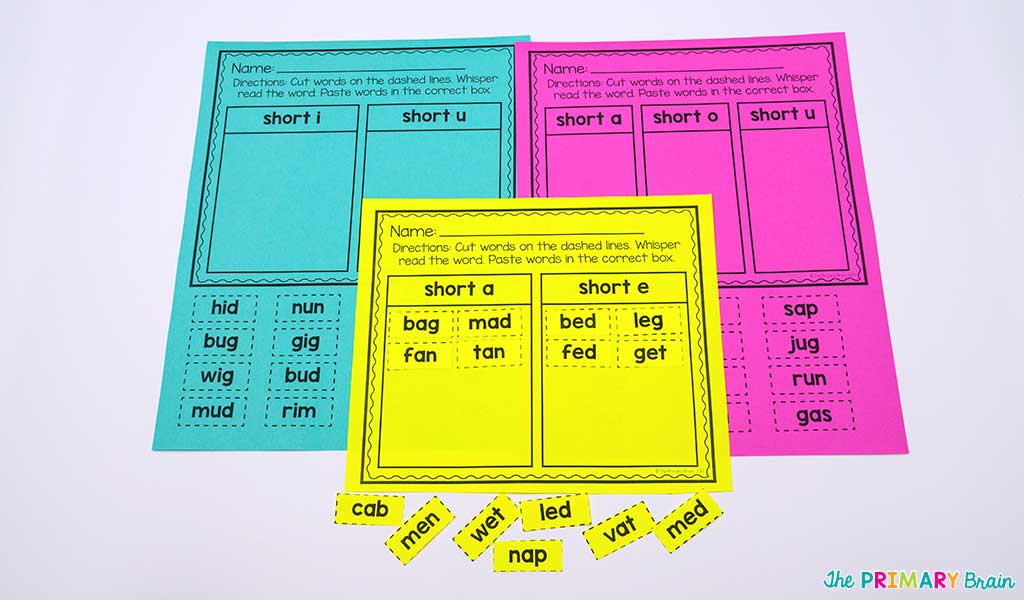 Name:
Directions: Cut words on the dashed lines. Whisper
read the word. Paste words in the correct box.
short i short u
hid nun
bug gig
wig bud
mud rim
Name:
Directions: Cut words on the dashed lines. Whisper
read the word. Paste words in the correct box.
short a short o short u
sap
jug
run
gas
Name:
Directions: Cut words on the dashed lines. Whisper
read the word. Paste words in the correct box.
short a short e
bag mad bed leg
fan tan fed get
cab men wet led vat med
nap
The PRIMARY Brain